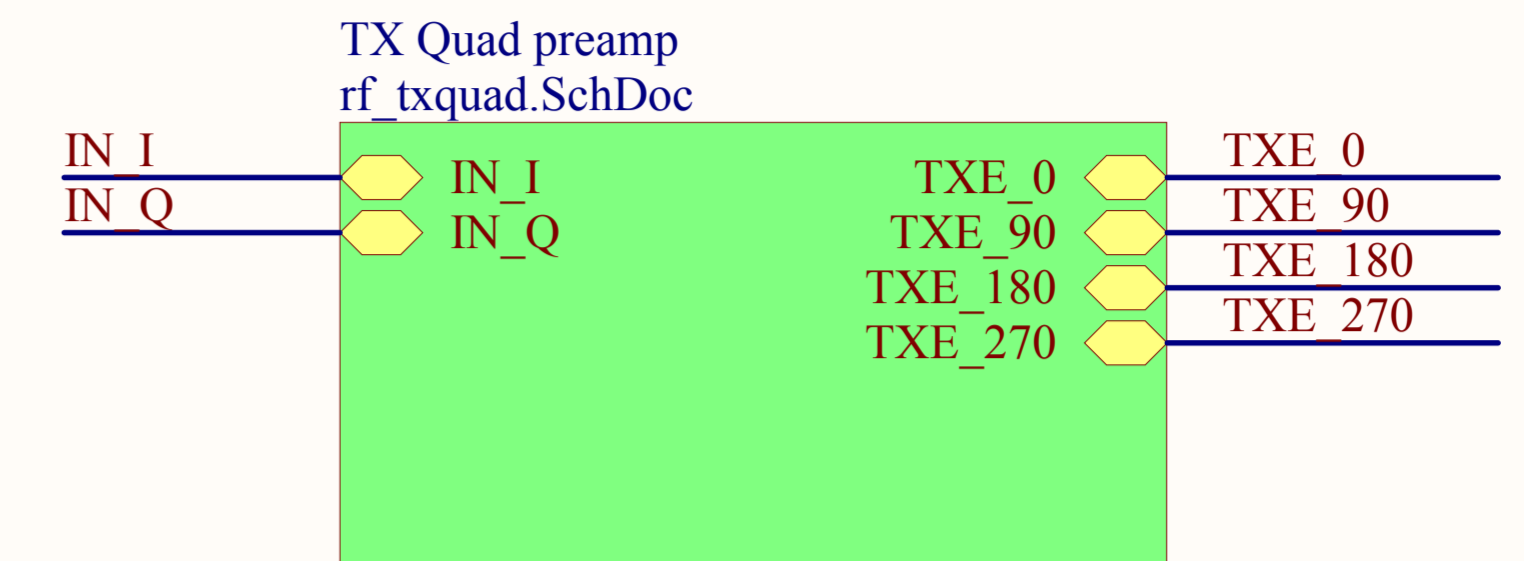 TX Quad preamp
rf_txquad.SchDoc
IN_I
IN_Q
IN_I
IN_Q
TXE_0
TXE_90
TXE_180
TXE_270
TXE_0
TXE_90
TXE_180
TXE_270